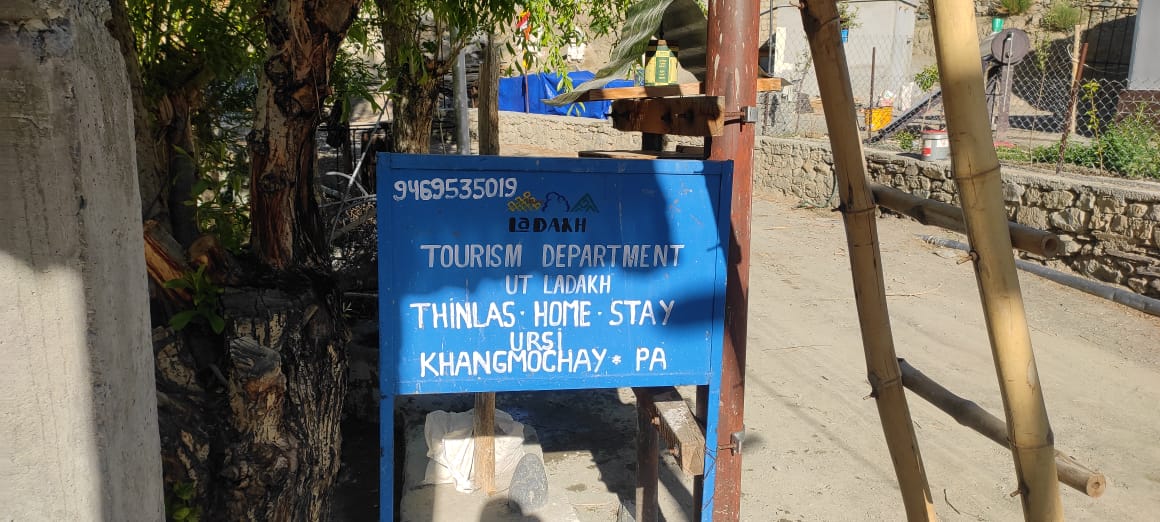 9469535019
LaDAKH
TOURISM DEPARTMENT
UT LADAKH
THINLAS · HOME · STAY
URSI
KHANGMOCHAY * PA